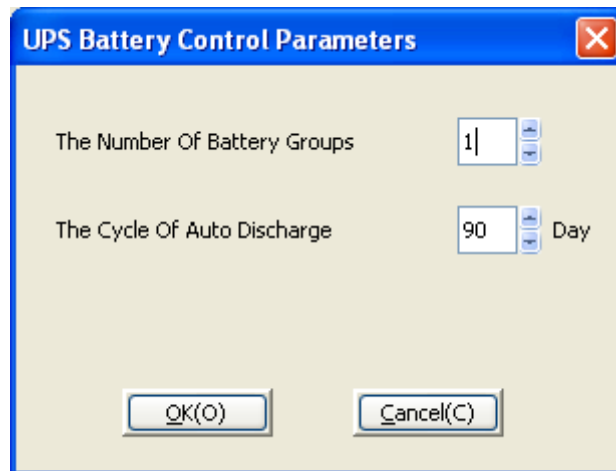 UPS Battery Control Parameters
The Number Of Battery Groups 1
The Cycle Of Auto Discharge 90 Day
OK(O) Cancel(C)